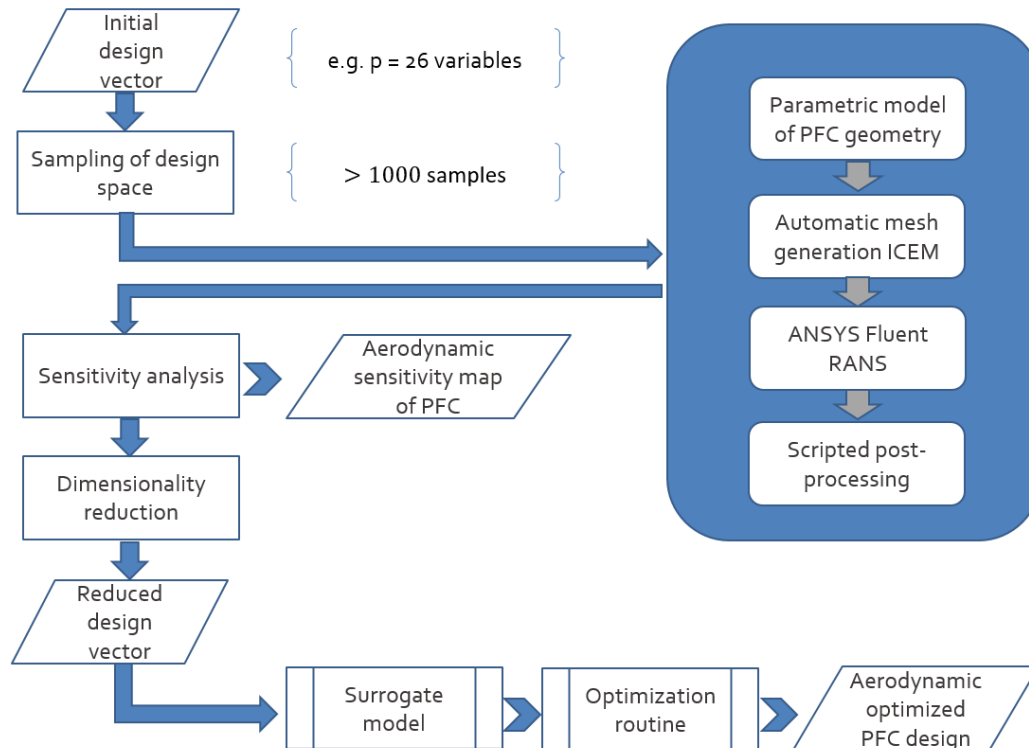 Initial
design
vector
e.g. p = 26 variables
Sampling of design
space
> 1000 samples
Parametric model
of PFC geometry
Automatic mesh
generation ICEM
ANSYS Fluent
RANS
Scripted post-
processing
Sensitivity analysis
Aerodynamic
sensitivity map
of PFC
Dimensionality
reduction
Reduced
design
vector
Surrogate
model
Optimization
routine
Aerodynamic
optimized
PFC design